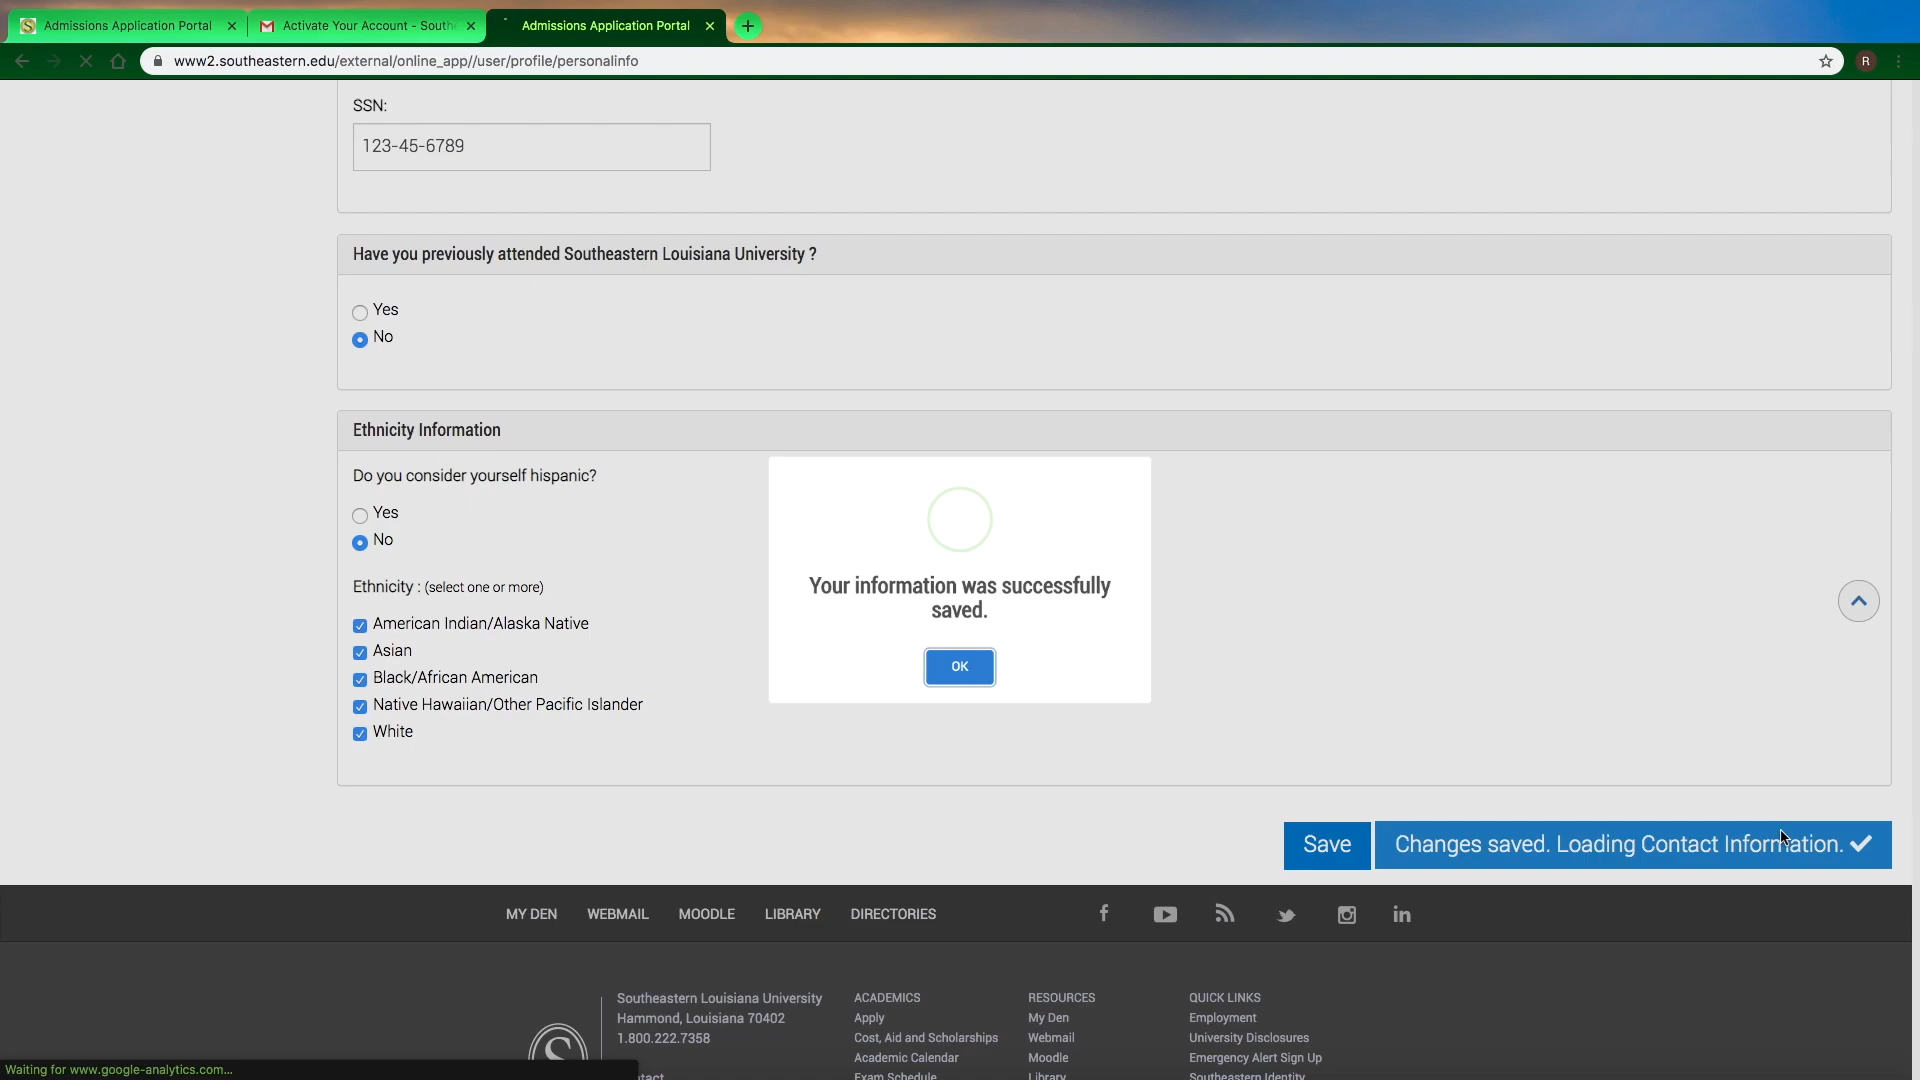 Admissions Application Portal
Activate Your Account - South
Admissions Application Portal
www2.southeastern.edu/external/online_app//user/profile/personalinfo
R
SSN:
123-45-6789
Have you previously attended Southeastern Louisiana University ?
Yes
No
Ethnicity Information
Do you consider yourself hispanic?
Yes
No
Ethnicity : (select one or more)
American Indian/Alaska Native
Asian
Black/African American
Native Hawaiian/Other Pacific Islander
White
Your information was successfully
saved.
OK
Save
Changes saved. Loading Contact Information.
MY DEN WEBMAIL MOODLE LIBRARY DIRECTORIES
Southeastern Louisiana University
Hammond, Louisiana 70402
1.800.222.7358
ACADEMICS
Apply
Cost, Aid and Scholarships
Academic Calendar
Exam Schedule
RESOURCES
My Den
Webmail
Moodle
Library
QUICK LINKS
Employment
University Disclosures
Emergency Alert Sign Up
Southeastern Identity
Waiting for www.google-analytics.com...